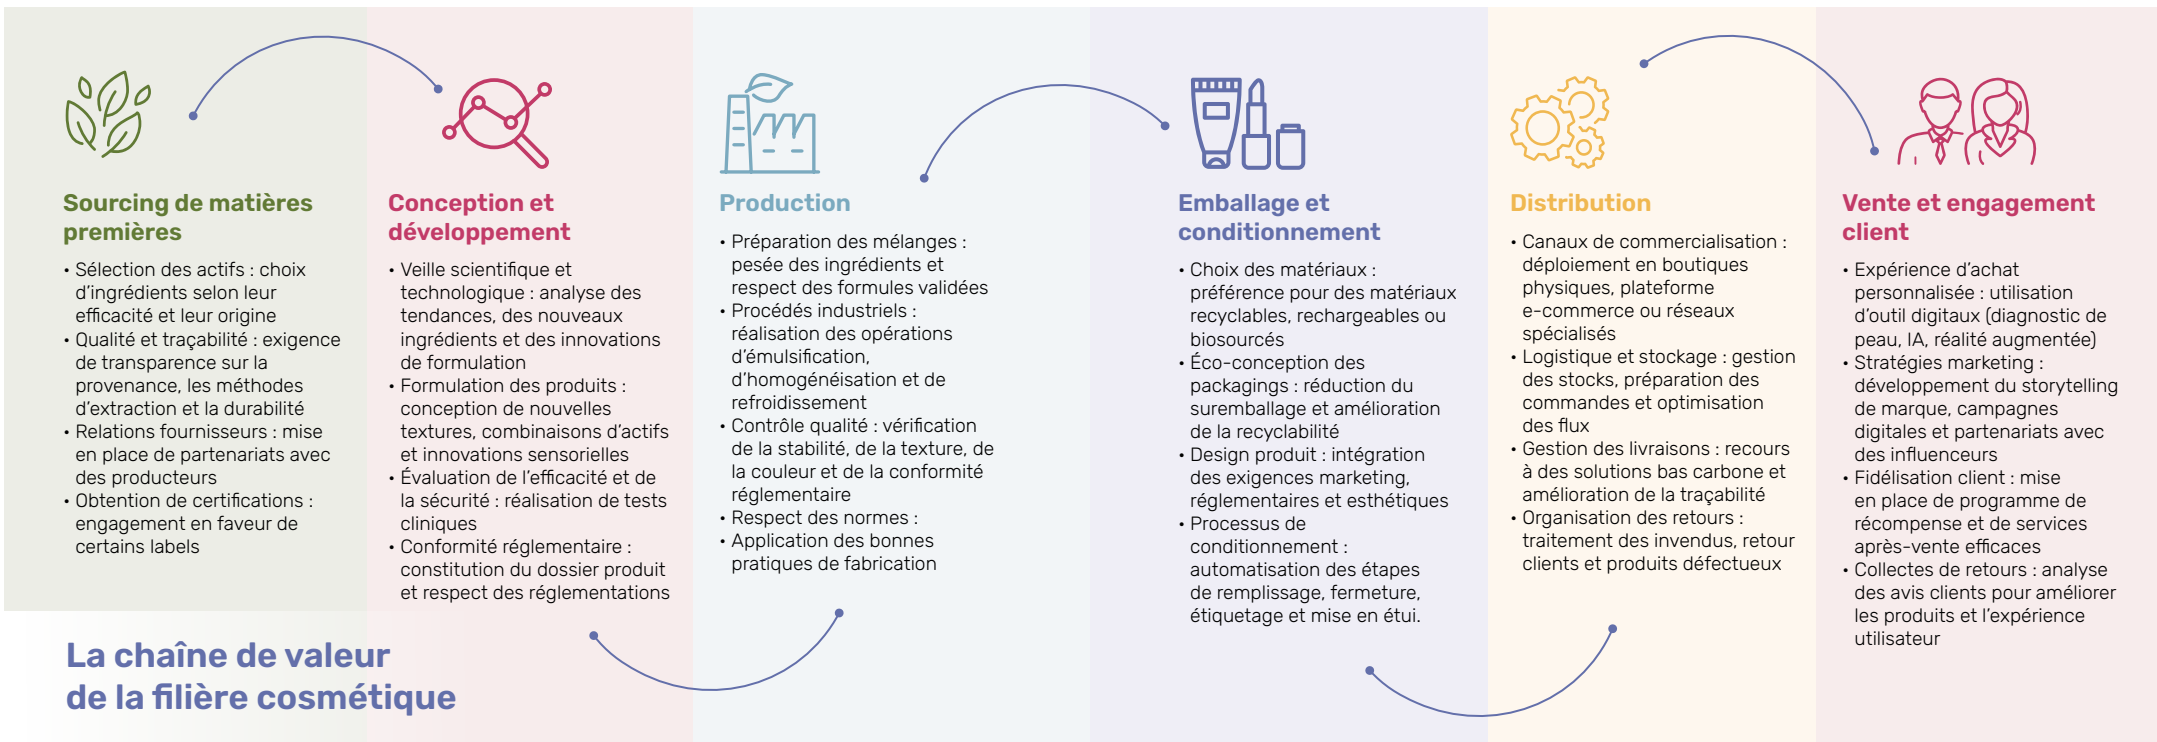 Sourcing de matières
premières
• Sélection des actifs : choix
d’ingrédients selon leur
efficacité et leur origine
• Qualité et traçabilité : exigence
de transparence sur la
provenance, les méthodes
d’extraction et la durabilité
• Relations fournisseurs : mise
en place de partenariats avec
des producteurs
• Obtention de certifications :
engagement en faveur de
certains labels
Conception et
développement
• Veille scientifique et
technologique : analyse des
tendances, des nouveaux
ingrédients et des innovations
de formulation
• Formulation des produits :
conception de nouvelles
textures, combinaisons d’actifs
et innovations sensorielles
• Évaluation de l’efficacité et de
la sécurité : réalisation de tests
cliniques
• Conformité réglementaire :
constitution du dossier produit
et respect des réglementations
Production
• Préparation des mélanges :
pesée des ingrédients et
respect des formules validées
• Procédés industriels :
réalisation des opérations
d’émulsification,
d’homogénéisation et de
refroidissement
• Contrôle qualité : vérification
de la stabilité, de la texture, de
la couleur et de la conformité
réglementaire
• Respect des normes :
• Application des bonnes
pratiques de fabrication
Emballage et
conditionnement
• Choix des matériaux :
préférence pour des matériaux
recyclables, rechargeables ou
biosourcés
• Éco-conception des
packagings : réduction du
suremballage et amélioration
de la recyclabilité
• Design produit : intégration
des exigences marketing,
réglementaires et esthétiques
• Processus de
conditionnement :
automatisation des étapes
de remplissage, fermeture,
étiquetage et mise en étui.
Distribution
• Canaux de commercialisation :
déploiement en boutiques
physiques, plateforme
e-commerce ou réseaux
spécialisés
• Logistique et stockage : gestion
des stocks, préparation des
commandes et optimisation
des flux
• Gestion des livraisons : recours
à des solutions bas carbone et
amélioration de la traçabilité
• Organisation des retours :
traitement des invendus, retour
clients et produits défectueux
Vente et engagement
client
• Expérience d’achat
personnalisée : utilisation
d’outil digitaux (diagnostic de
peau, IA, réalité augmentée)
• Stratégies marketing :
développement du storytelling
de marque, campagnes
digitales et partenariats avec
des influenceurs
• Fidélisation client : mise
en place de programme de
récompense et de services
après-vente efficaces
• Collectes de retours : analyse
des avis clients pour améliorer
les produits et l’expérience
utilisateur
La chaîne de valeur
de la filière cosmétique